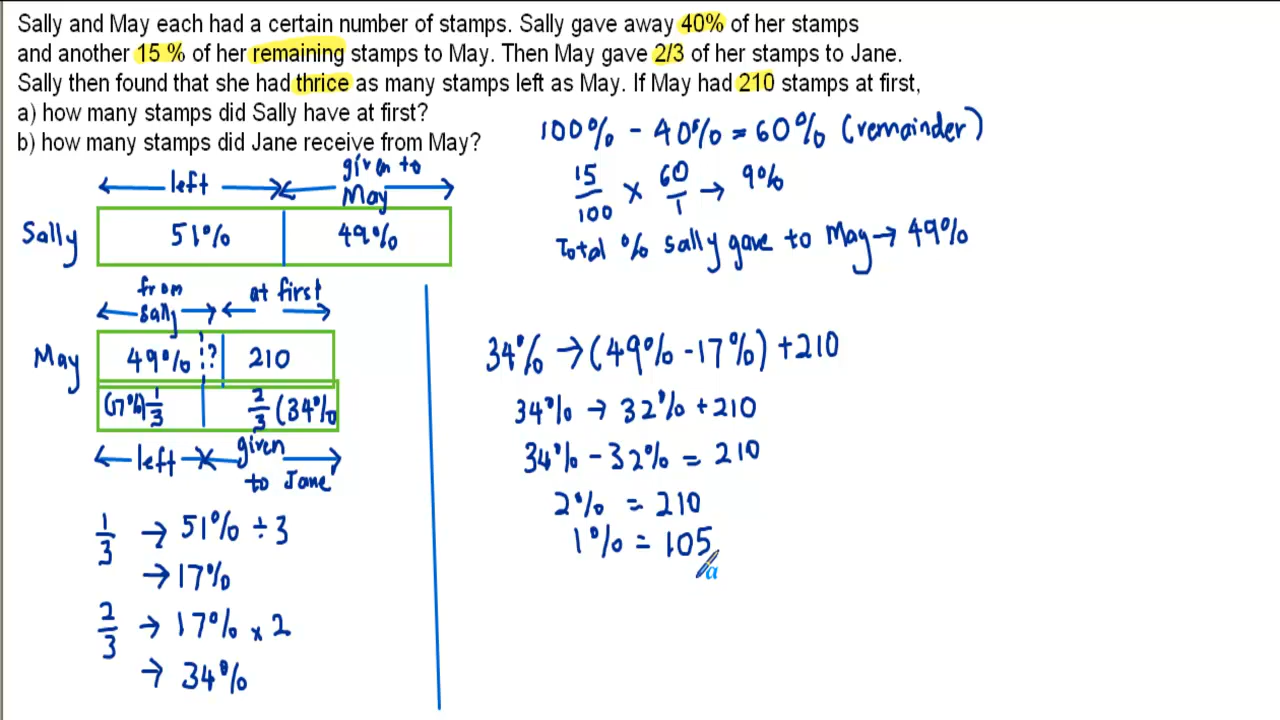 Sally and May each had a certain number of stamps. Sally gave away 40% of her stamps
and another 15 % of her remaining stamps to May. Then May gave 2/3 of her stamps to Jane.
Sally then found that she had thrice as many stamps left as May. If May had 210 stamps at first,
a) how many stamps did Sally have at first?
b) how many stamps did Jane receive from May?
100% - 40% = 60% (remainder)
15/100 × 60/1 → 9%
Total % sally gave to May → 49%
left
given to May
Sally
51%
49%
from Sally
at first
May
49%
?
210
(17%) 1/3
2/3 (34%
left
given to Jane
1/3 → 51% ÷ 3
→ 17%
2/3 → 17% × 2
→ 34%
34% → (49% - 17%) + 210
34% → 32% + 210
34% - 32% = 210
2% = 210
1% = 105